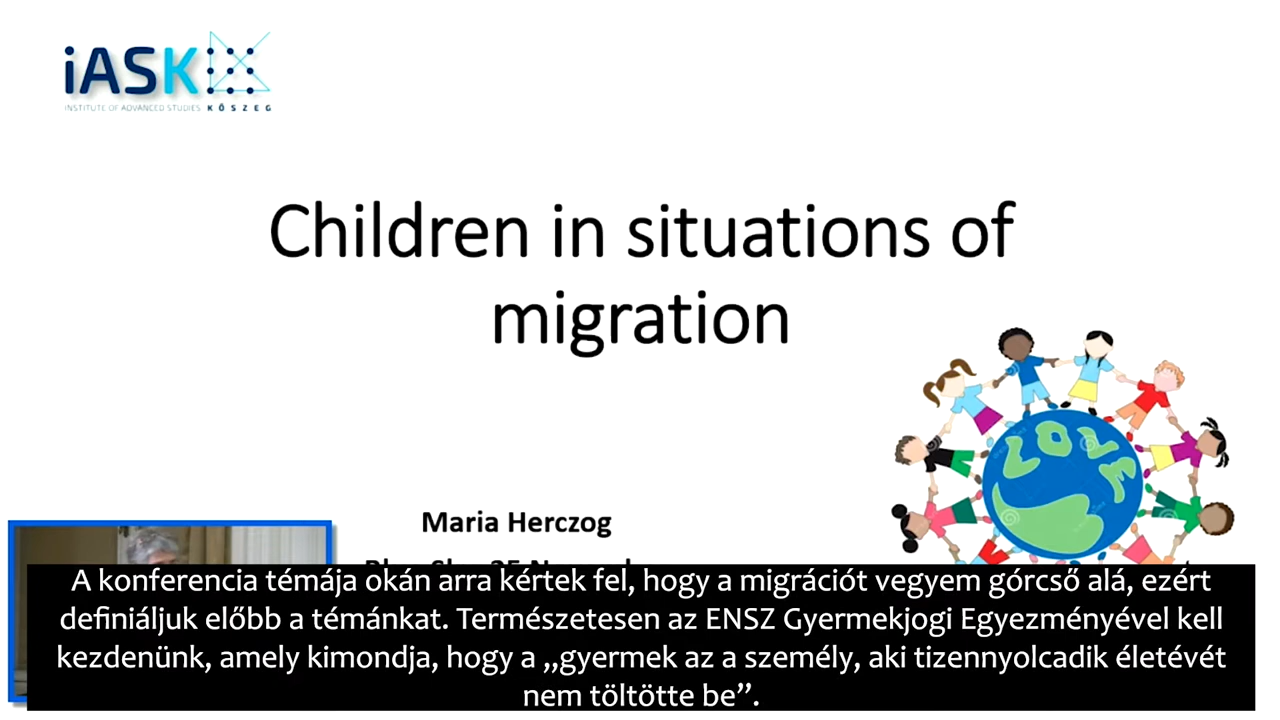 iASK
INSTITUTE OF ADVANCED STUDIES KŐSZEG
Children in situations of
migration
LOVE
Maria Herczog
A konferencia témája okán arra kértek fel, hogy a migrációt vegyem górcső alá, ezért
definiáljuk előbb a témánkat. Természetesen az ENSZ Gyermekjogi Egyezményével kell
kezdenünk, amely kimondja, hogy a „gyermek az a személy, aki tizennyolcadik életévét
nem töltötte be”.